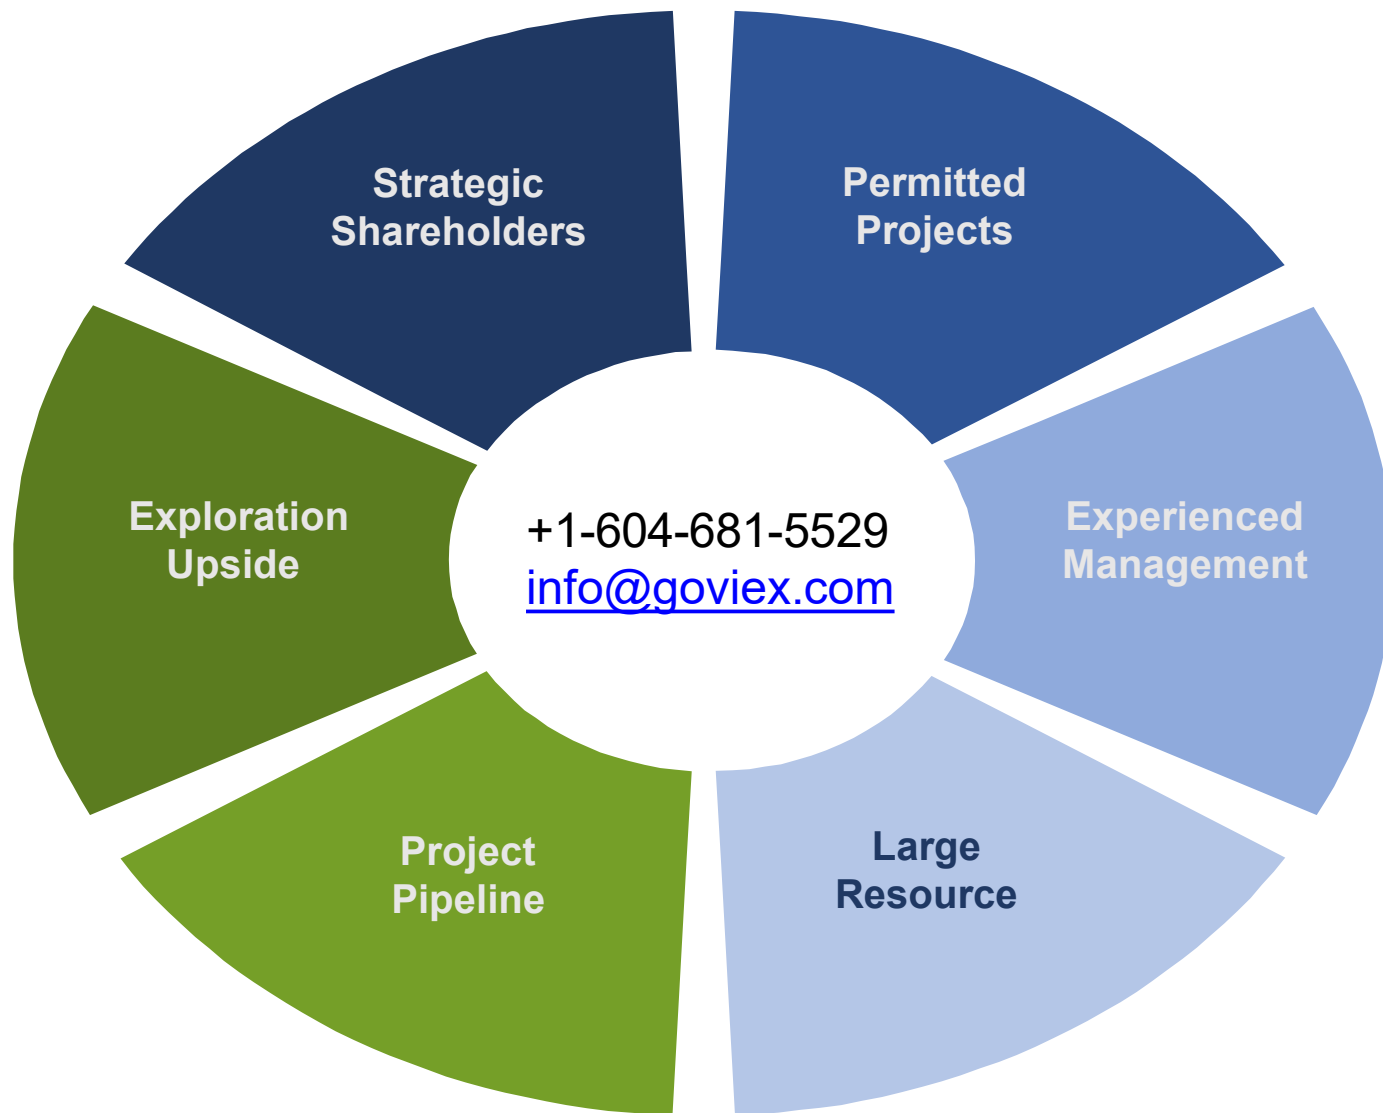 Strategic
Shareholders
Permitted
Projects
Exploration
Upside
+1-604-681-5529
info@goviex.com
Experienced
Management
Project
Pipeline
Large
Resource